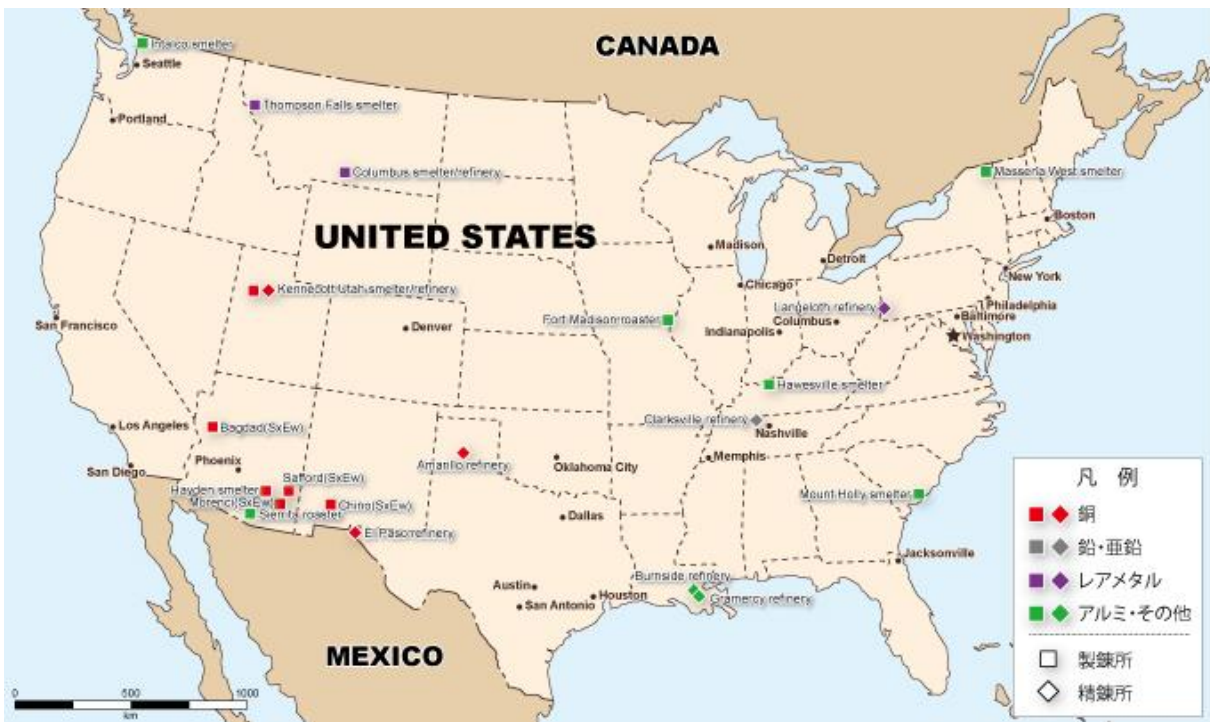 CANADA
Intalco smelter
Seattle
Thompson Falls smelter
Portland
Columbus smelter/refinery
Masseria West smelter
Boston
UNITED STATES
Madison
Detroit
New York
Chicago
Kennecott Utah smelter/refinery
Philadelphia
Langeloth refinery
Baltimore
San Francisco
Fort Madison roaster
Columbus
Denver
Indianapolis
Washington
Hawesville smelter
Clarksville refinery
Los Angeles
Bagdad(SxEw)
Nashville
Phoenix
Amarillo refinery
Oklahoma City
Memphis
San Diego
Safford(SxEw)
Hayden smelter
Morenci(SxEw)
Chino(SxEw)
Mount Holly smelter
Sierrita roaster
Dallas
El Paso refinery
Jacksonville
Burnside refinery
Austin
Houston
Gramercy refinery
San Antonio
MEXICO
0 500 1000
km
凡 例
銅
鉛・亜鉛
レアメタル
アルミ・その他
製錬所
精錬所